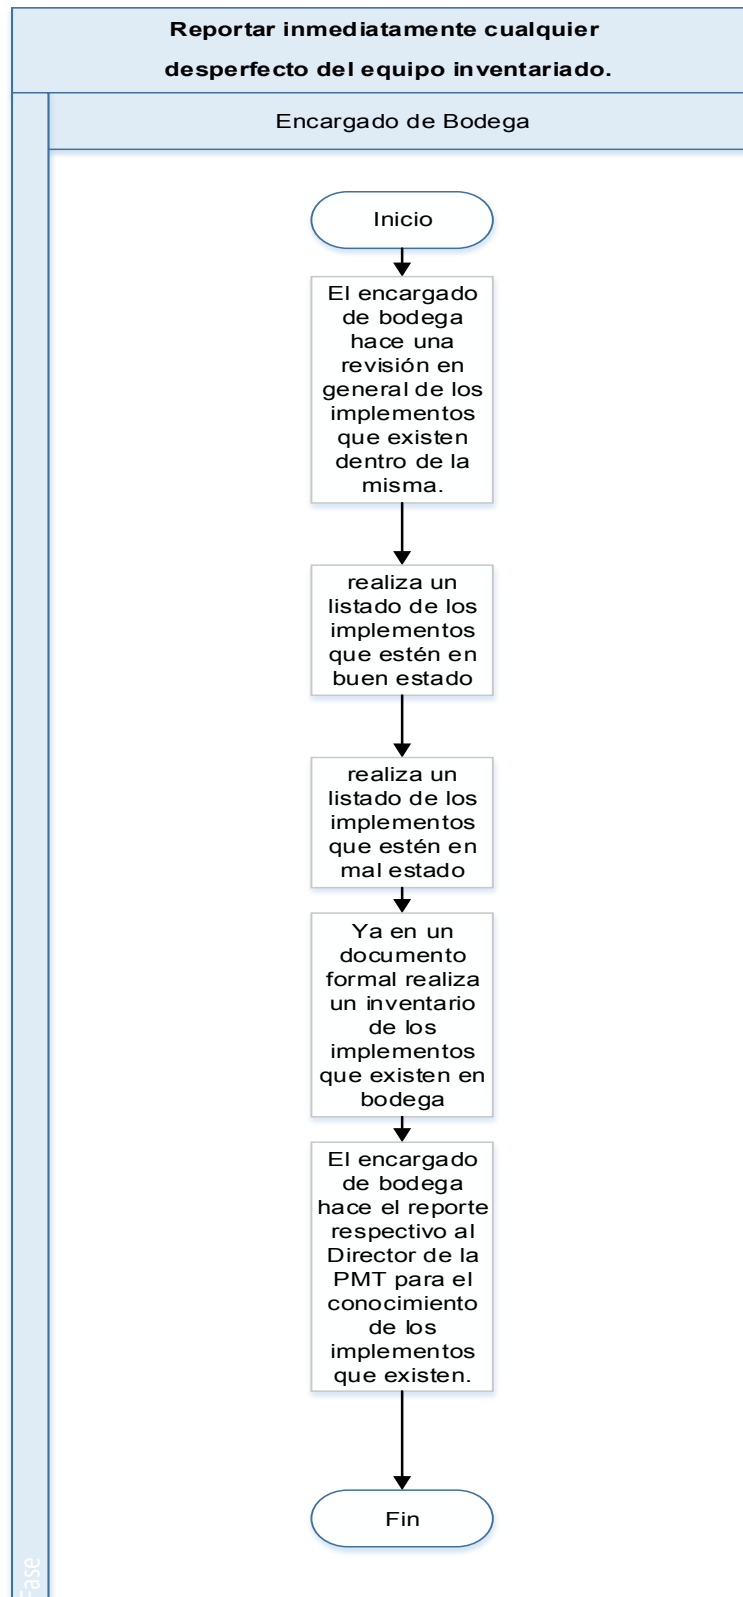 Reportar inmediatamente cualquier
desperfecto del equipo inventariado.
Encargado de Bodega
Inicio
El encargado
de bodega
hace una
revisión en
general de los
implementos
que existen
dentro de la
misma.
realiza un
listado de los
implementos
que estén en
buen estado
realiza un
listado de los
implementos
que estén en
mal estado
Ya en un
documento
formal realiza
un inventario
de los
implementos
que existen en
bodega
El encargado
de bodega
hace el reporte
respectivo al
Director de la
PMT para el
conocimiento
de los
implementos
que existen.
Fin
Fase